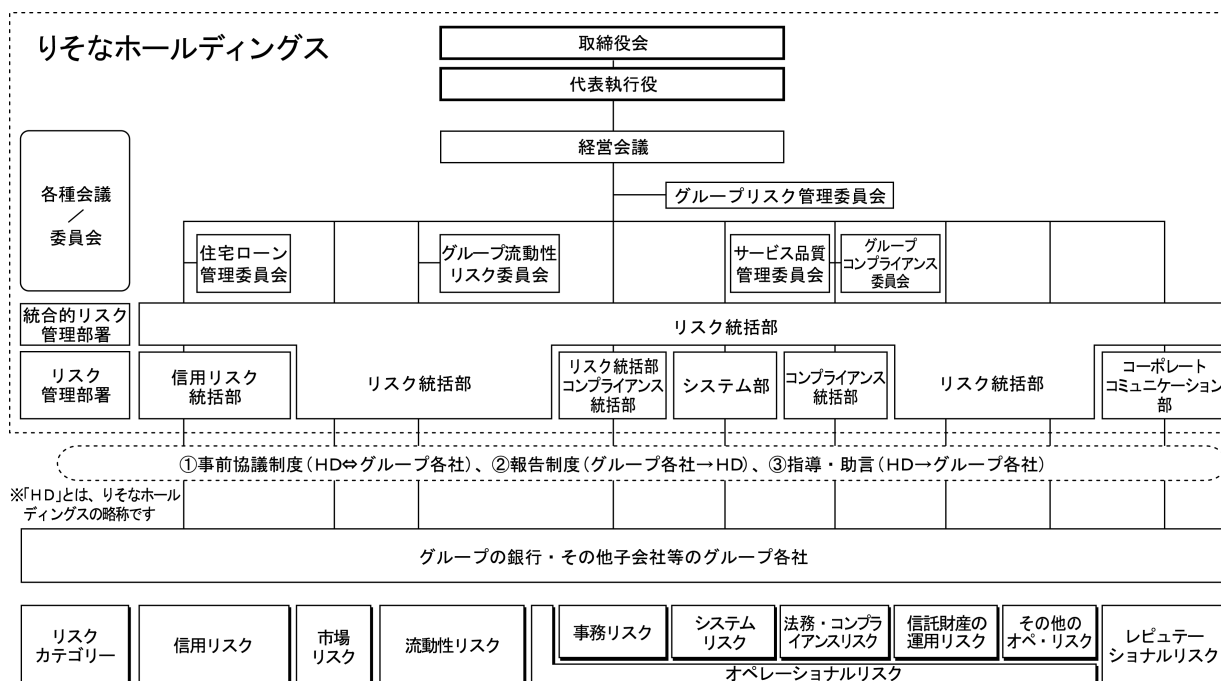 りそなホールディングス
取締役会
代表執行役
経営会議
グループリスク管理委員会
各種会議
／
委員会
住宅ローン
管理委員会
グループ流動性
リスク委員会
サービス品質
管理委員会
グループ
コンプライアンス
委員会
統合的リスク
管理部署
リスク統括部
リスク
管理部署
信用リスク
統括部
リスク統括部
リスク統括部
コンプライアンス
統括部
システム部
コンプライアンス
統括部
リスク統括部
コーポレート
コミュニケーション
部
①事前協議制度(HD⇔グループ各社)、②報告制度(グループ各社→HD)、③指導・助言(HD→グループ各社)
※「HD」とは、りそなホール
ディングスの略称です
グループの銀行・その他子会社等のグループ各社
リスク
カテゴリー
信用リスク
市場
リスク
流動性リスク
事務リスク
システム
リスク
法務・コンプラ
イアンスリスク
信託財産の
運用リスク
その他の
オペ・リスク
オペレーショナルリスク
レピュテー
ショナルリスク